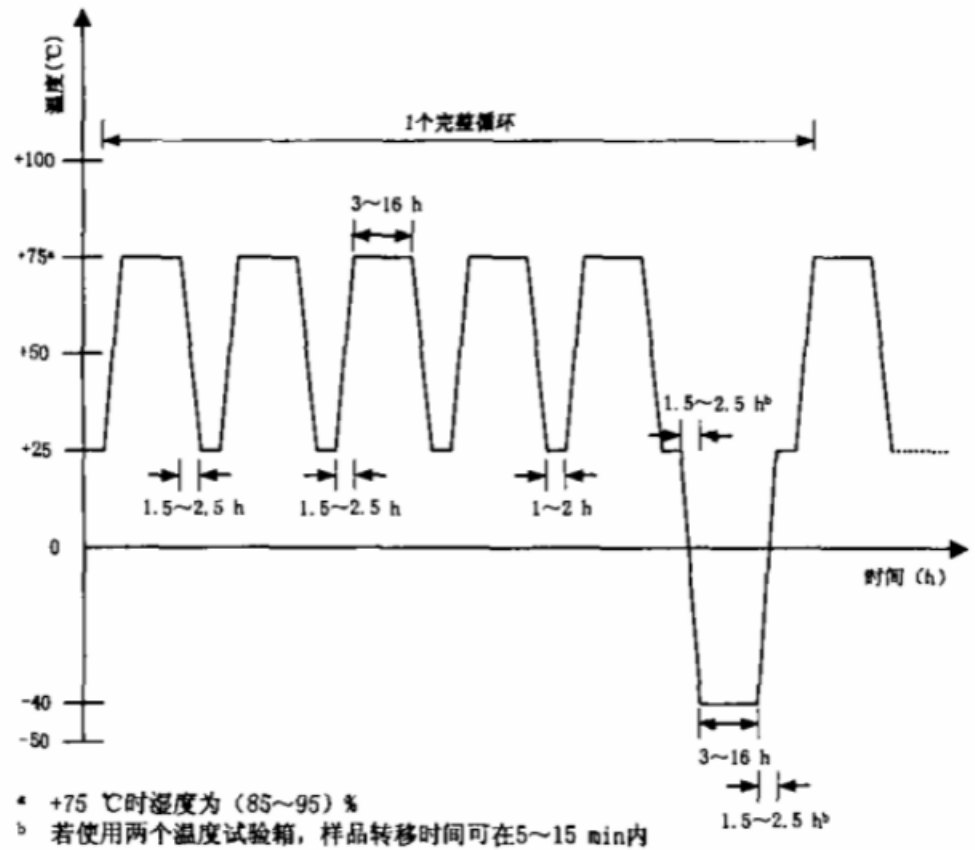 温度(℃)
1个完整循环
+100
3～16 h
+75ᵃ
+50
1.5～2.5 hᵇ
+25
1.5～2.5 h
1.5～2.5 h
1～2 h
0
时间 (h)
-40
-50
3～16 h
1.5～2.5 hᵇ
ᵃ +75 ℃时湿度为 (85～95) %
ᵇ 若使用两个温度试验箱，样品转移时间可在5～15 min内